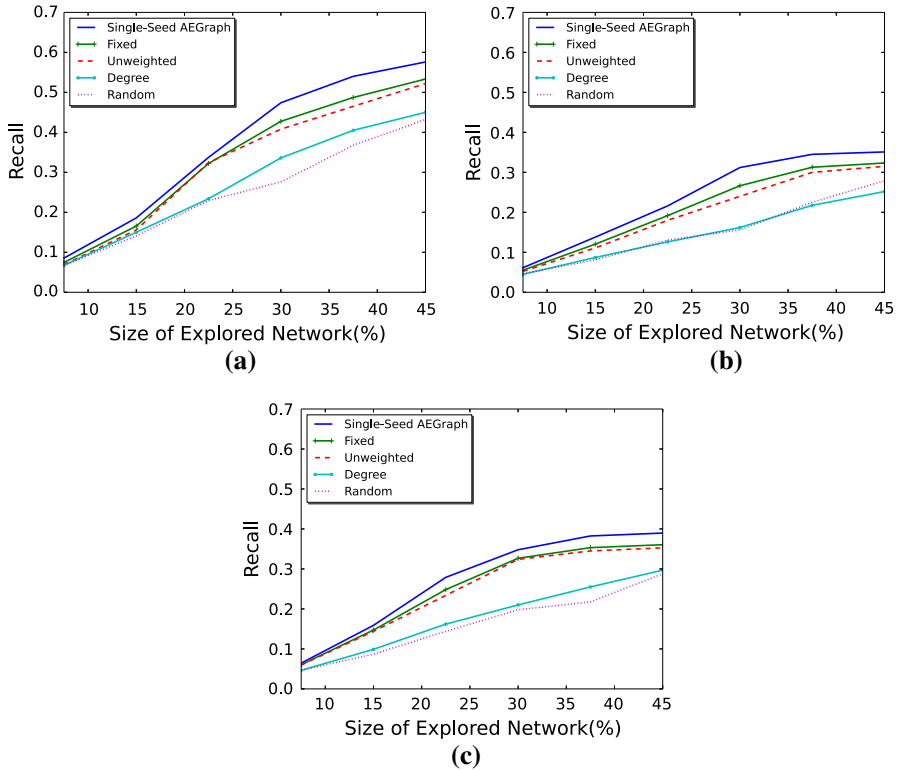 0.7
0.6
0.5
0.4
0.3
0.2
0.1
0.0
Recall
Single-Seed AEGraph
Fixed
Unweighted
Degree
Random
10 15 20 25 30 35 40 45
Size of Explored Network(%)
(a)
0.7
0.6
0.5
0.4
0.3
0.2
0.1
0.0
Recall
Single-Seed AEGraph
Fixed
Unweighted
Degree
Random
10 15 20 25 30 35 40 45
Size of Explored Network(%)
(b)
0.7
0.6
0.5
0.4
0.3
0.2
0.1
0.0
Recall
Single-Seed AEGraph
Fixed
Unweighted
Degree
Random
10 15 20 25 30 35 40 45
Size of Explored Network(%)
(c)